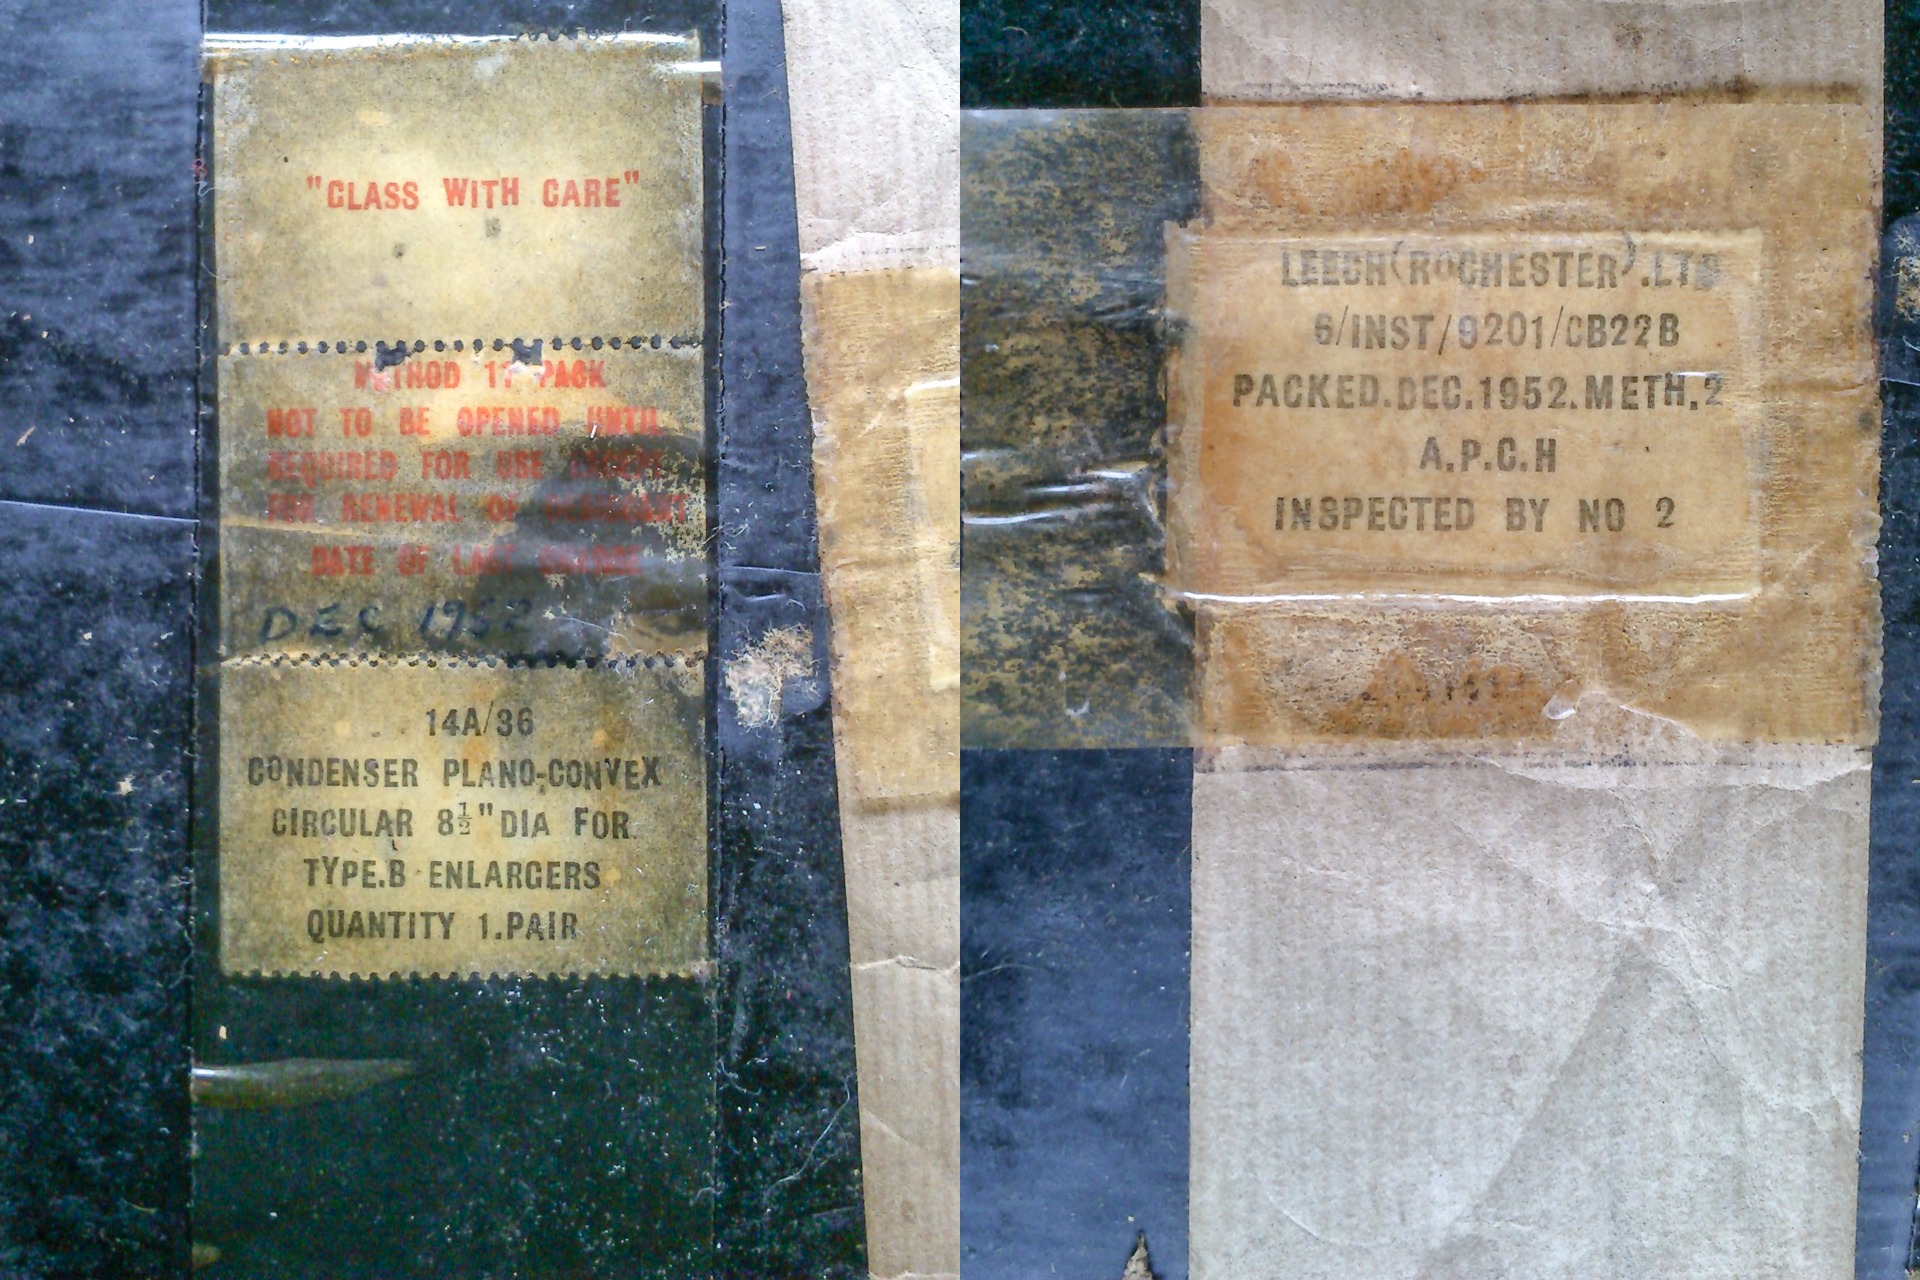 "GLASS WITH CARE"
METHOD 11 PACK
NOT TO BE OPENED UNTIL
REQUIRED FOR USE EXCEPT
FOR RENEWAL OF DESICCANT
DATE OF LAST CHANGE
DEC 1952
14A/36
CONDENSER PLANO-CONVEX
CIRCULAR 8½" DIA FOR
TYPE.B ENLARGERS
QUANTITY 1.PAIR
LEECH(ROCHESTER).LTD
6/INST/9201/CB22B
PACKED.DEC.1952.METH.2
A.P.C.H
INSPECTED BY NO 2